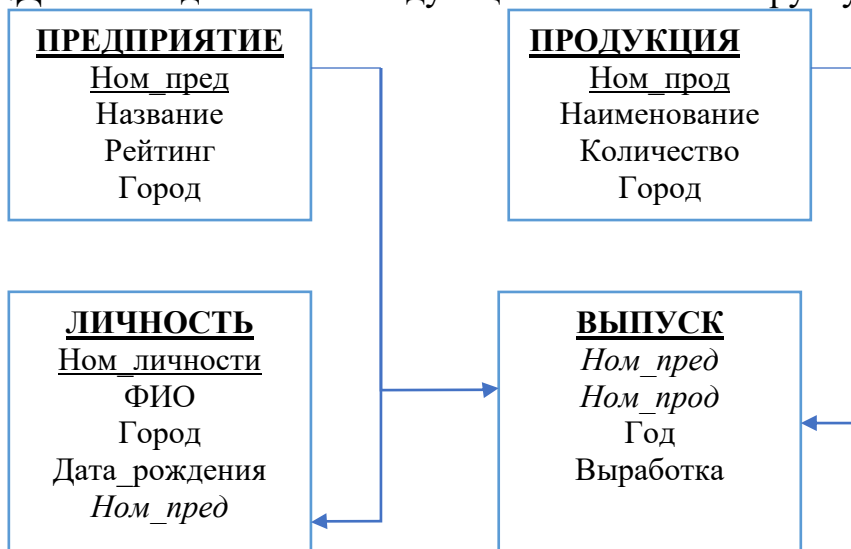 ПРЕДПРИЯТИЕ
Ном_пред
Название
Рейтинг
Город
ПРОДУКЦИЯ
Ном_прод
Наименование
Количество
Город
ЛИЧНОСТЬ
Ном_личности
ФИО
Город
Дата_рождения
Ном_пред
ВЫПУСК
Ном_пред
Ном_прод
Год
Выработка